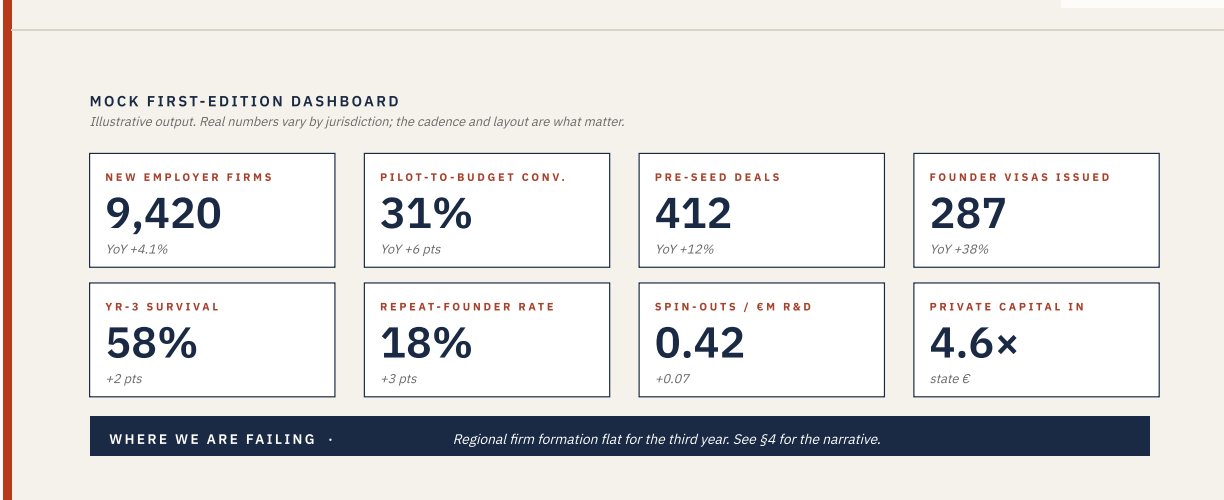 MOCK FIRST-EDITION DASHBOARD
Illustrative output. Real numbers vary by jurisdiction; the cadence and layout are what matter.
NEW EMPLOYER FIRMS
9,420
YoY +4.1%
PILOT-TO-BUDGET CONV.
31%
YoY +6 pts
PRE-SEED DEALS
412
YoY +12%
FOUNDER VISAS ISSUED
287
YoY +38%
YR-3 SURVIVAL
58%
+2 pts
REPEAT-FOUNDER RATE
18%
+3 pts
SPIN-OUTS / €M R&D
0.42
+0.07
PRIVATE CAPITAL IN
4.6×
state €
WHERE WE ARE FAILING · Regional firm formation flat for the third year. See §4 for the narrative.